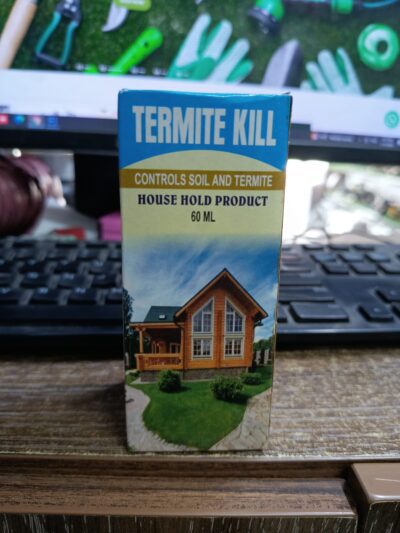 TERMITE KILL
CONTROLS SOIL AND TERMITE
HOUSE HOLD PRODUCT
60 ML